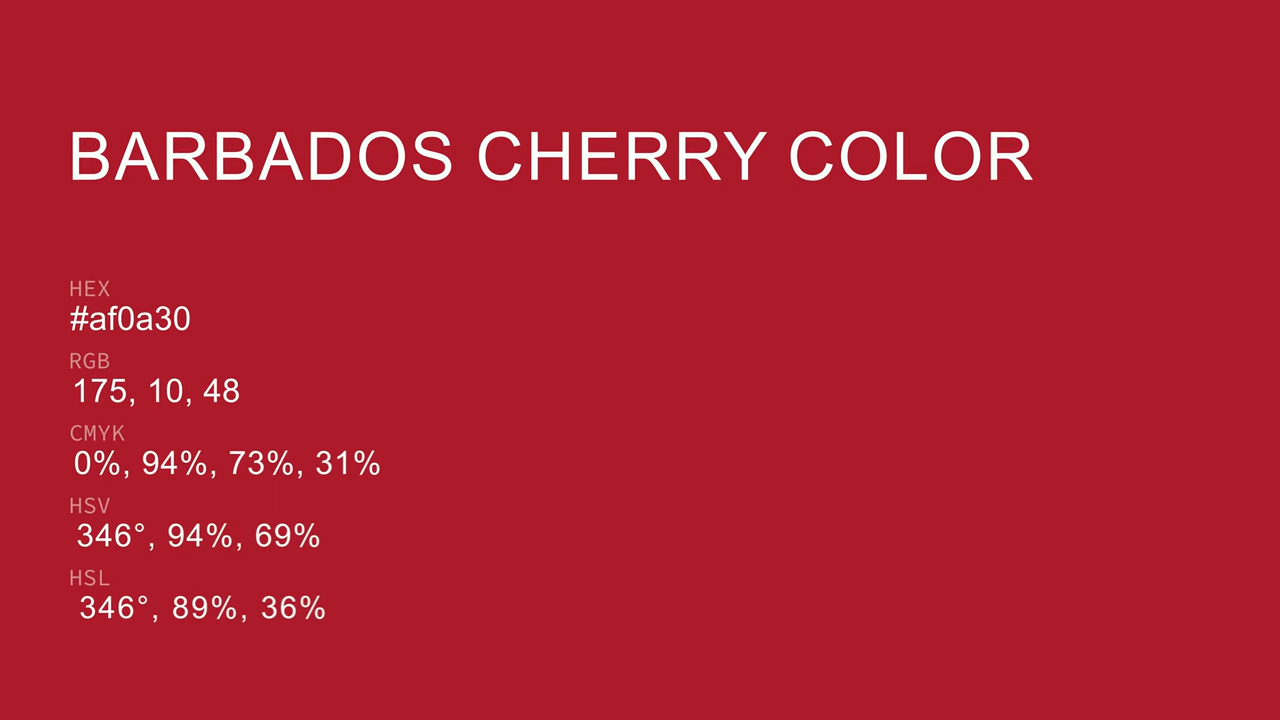 BARBADOS CHERRY COLOR
HEX
#af0a30
RGB
175, 10, 48
CMYK
0%, 94%, 73%, 31%
HSV
346°, 94%, 69%
HSL
346°, 89%, 36%